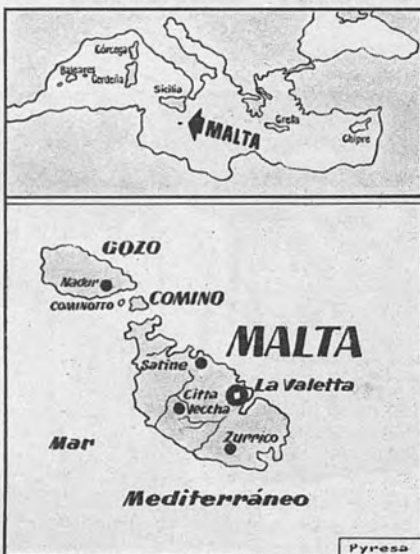 Córcega
Baleares
Cerdeña
Sicilia
MALTA
Creta
Chipre
GOZO
Nadur
COMINOTTO
COMINO
MALTA
Satine
La Valetta
Citta
Veccha
Zurrico
Mar
Mediterráneo
Pyresa